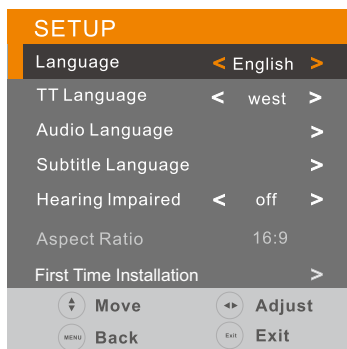 SETUP
Language < English >
TT Language < west >
Audio Language >
Subtitle Language >
Hearing Impaired < off >
Aspect Ratio 16:9
First Time Installation >
Move Adjust
MENU Back Exit Exit